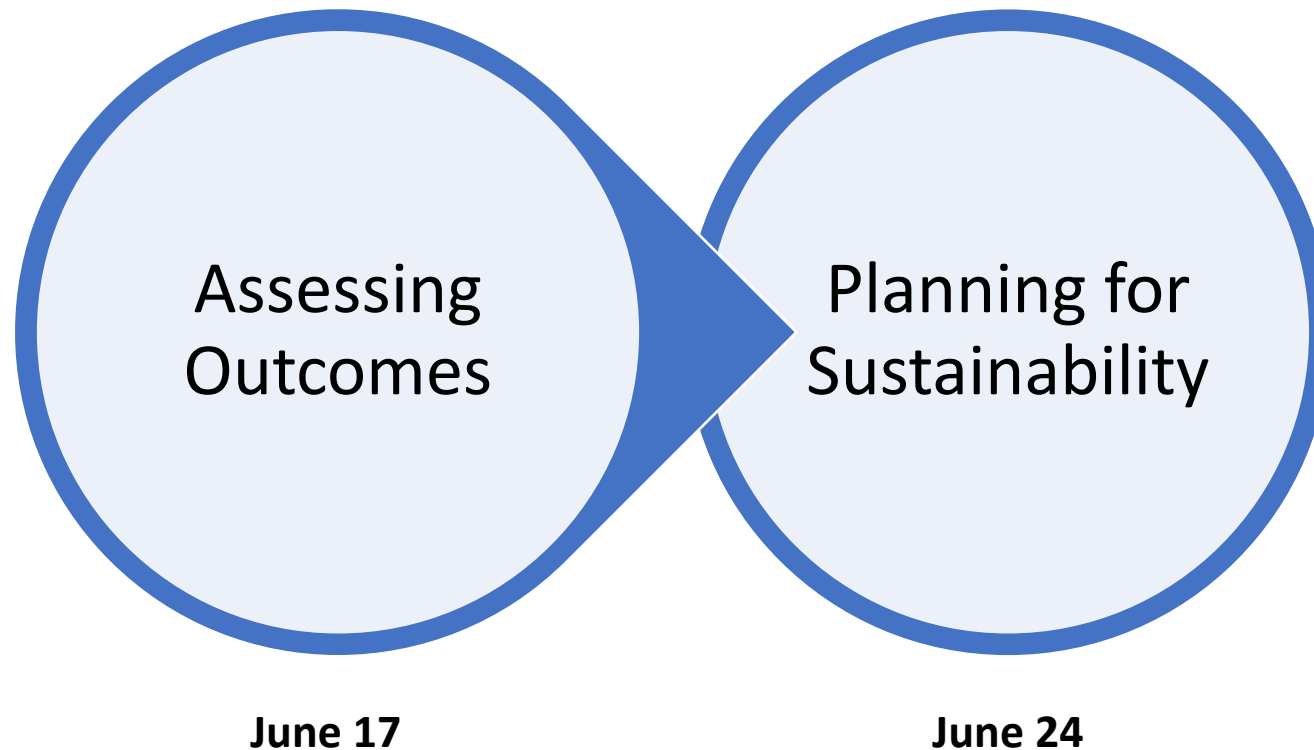 Assessing
Outcomes
Planning for
Sustainability
June 17
June 24